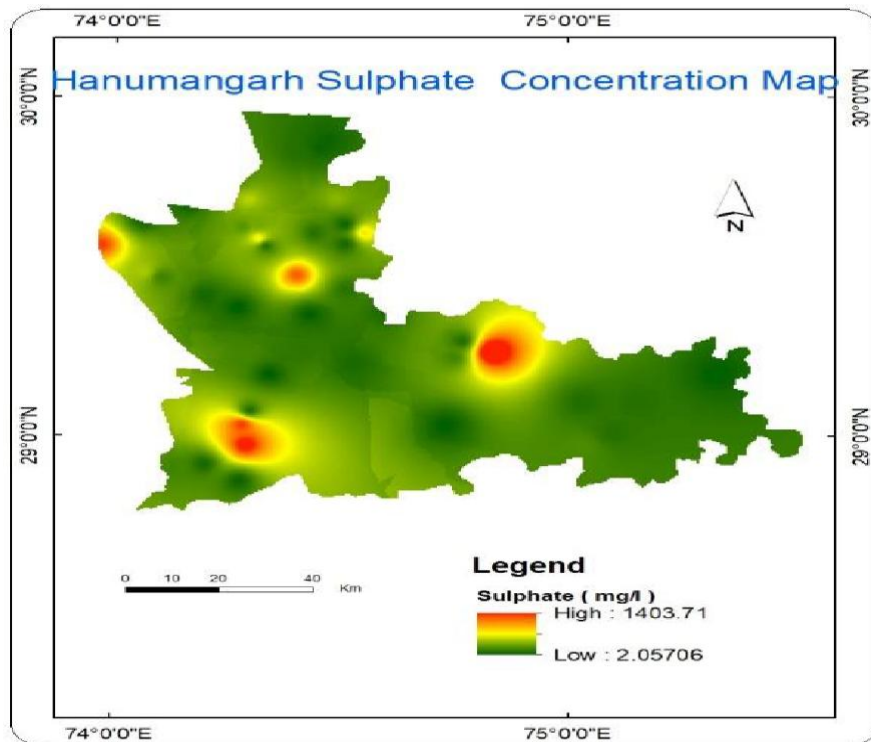 74°0'0"E 75°0'0"E
Hanumangarh Sulphate Concentration Map
30°0'0"N 30°0'0"N
N
29°0'0"N 29°0'0"N
0 10 20 40 Km
Legend
Sulphate ( mg/l )
High : 1403.71
Low : 2.05706
74°0'0"E 75°0'0"E